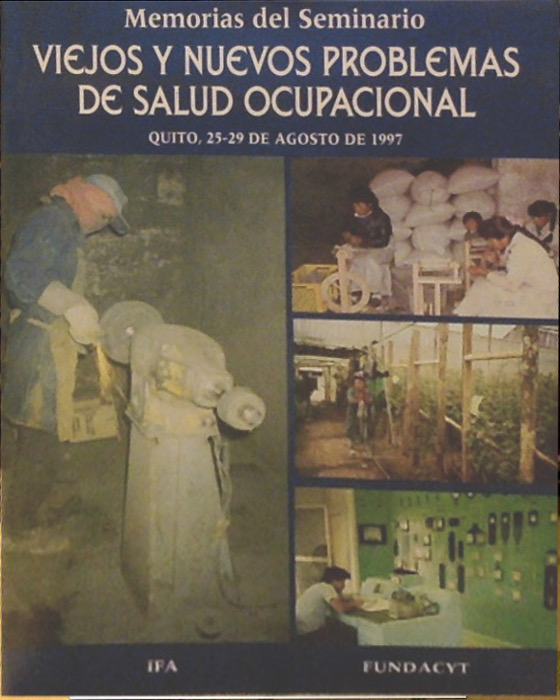 Memorias del Seminario
VIEJOS Y NUEVOS PROBLEMAS
DE SALUD OCUPACIONAL
QUITO, 25-29 DE AGOSTO DE 1997
IFA
FUNDACYT